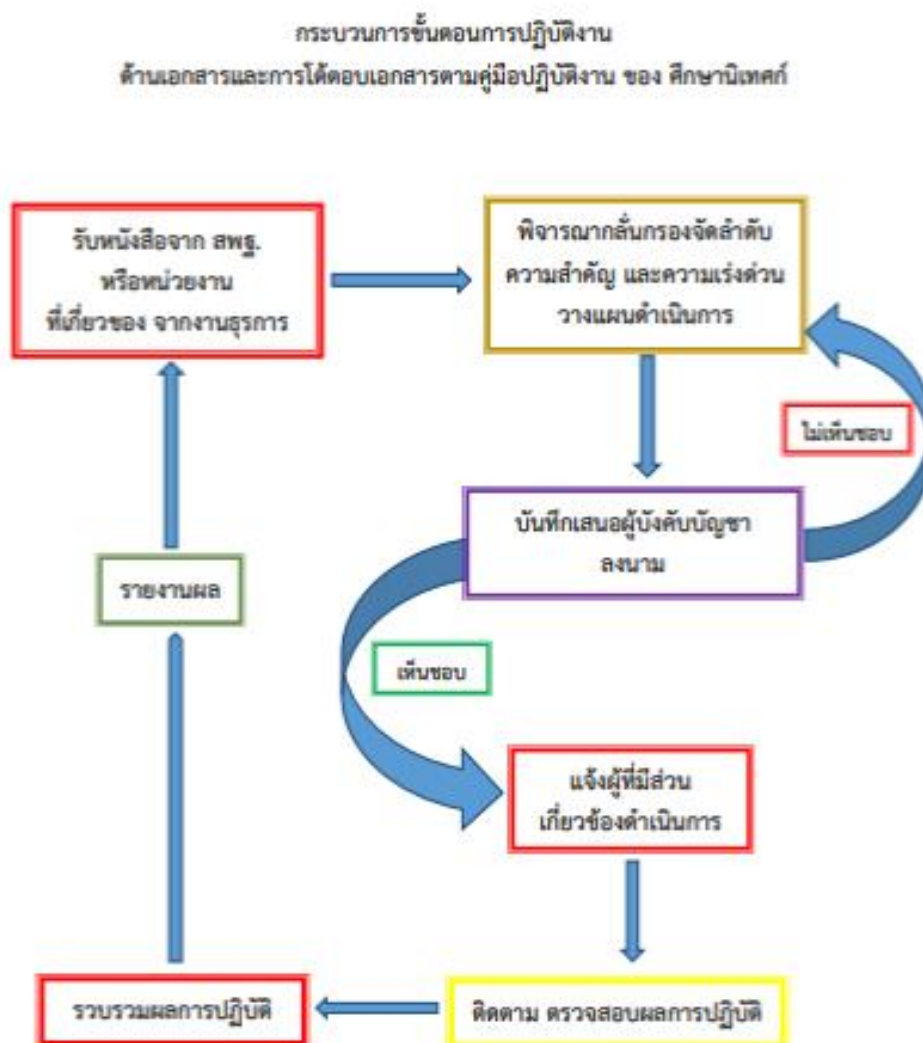 กระบวนการขั้นตอนการปฏิบัติงาน
ด้านเอกสารและการโต้ตอบเอกสารตามคู่มือปฏิบัติงาน ของ ศึกษานิเทศก์
รับหนังสือจาก สพฐ.
หรือหน่วยงาน
ที่เกี่ยวของ จากงานธุรการ
พิจารณากลั่นกรองจัดลำดับ
ความสำคัญ และความเร่งด่วน
วางแผนดำเนินการ
ไม่เห็นชอบ
บันทึกเสนอผู้บังคับบัญชา
ลงนาม
รายงานผล
เห็นชอบ
แจ้งผู้ที่มีส่วน
เกี่ยวข้องดำเนินการ
รวบรวมผลการปฏิบัติ
ติดตาม ตรวจสอบผลการปฏิบัติ